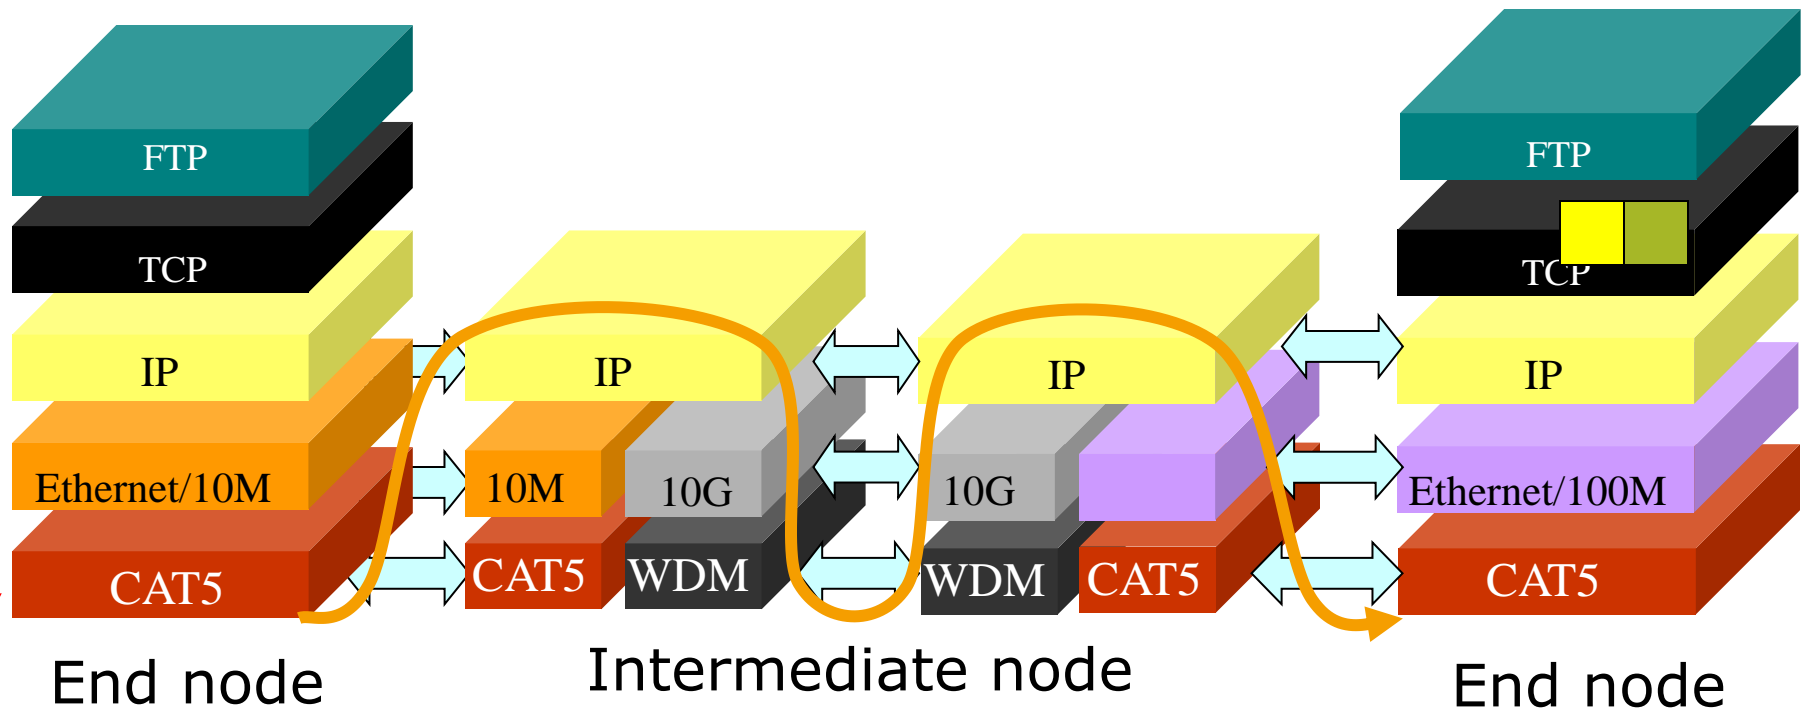 FTP
TCP
IP
Ethernet/10M
CAT5
End node
IP
10M
10G
CAT5
WDM
IP
10G
WDM
CAT5
Intermediate node
FTP
TCP
IP
Ethernet/100M
CAT5
End node